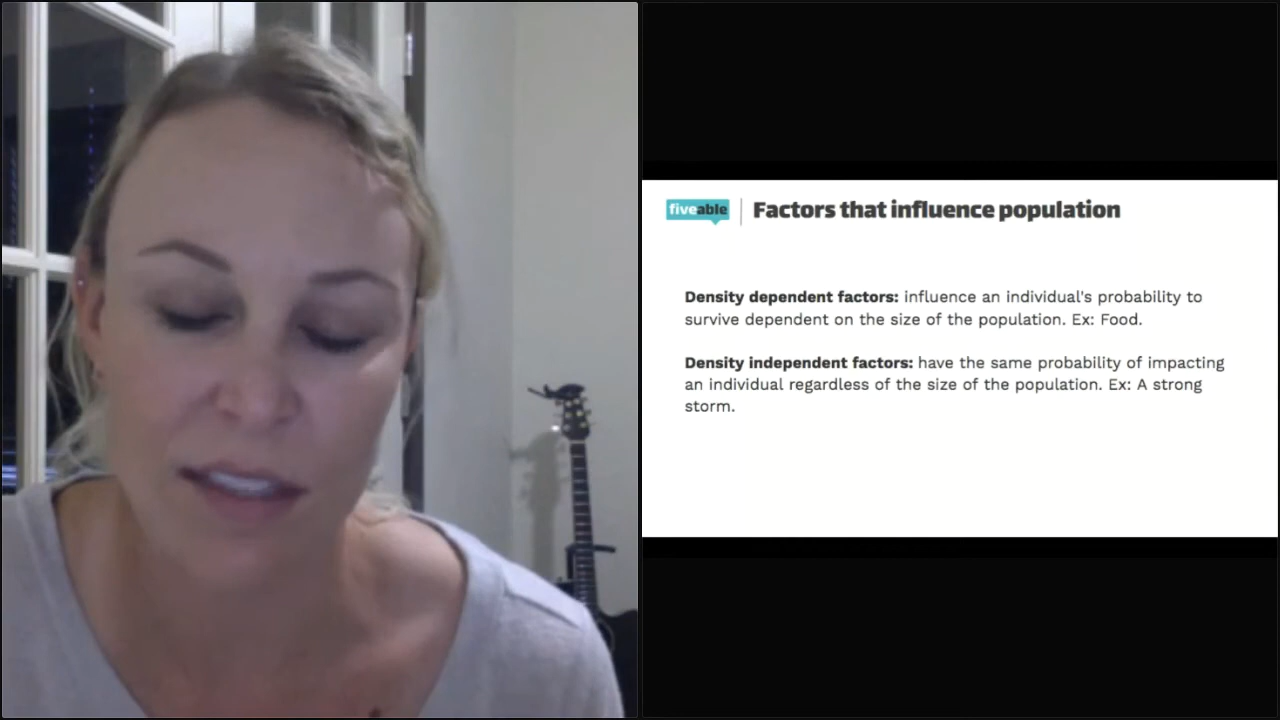 fiveable
Factors that influence population
Density dependent factors: influence an individual's probability to
survive dependent on the size of the population. Ex: Food.
Density independent factors: have the same probability of impacting
an individual regardless of the size of the population. Ex: A strong
storm.